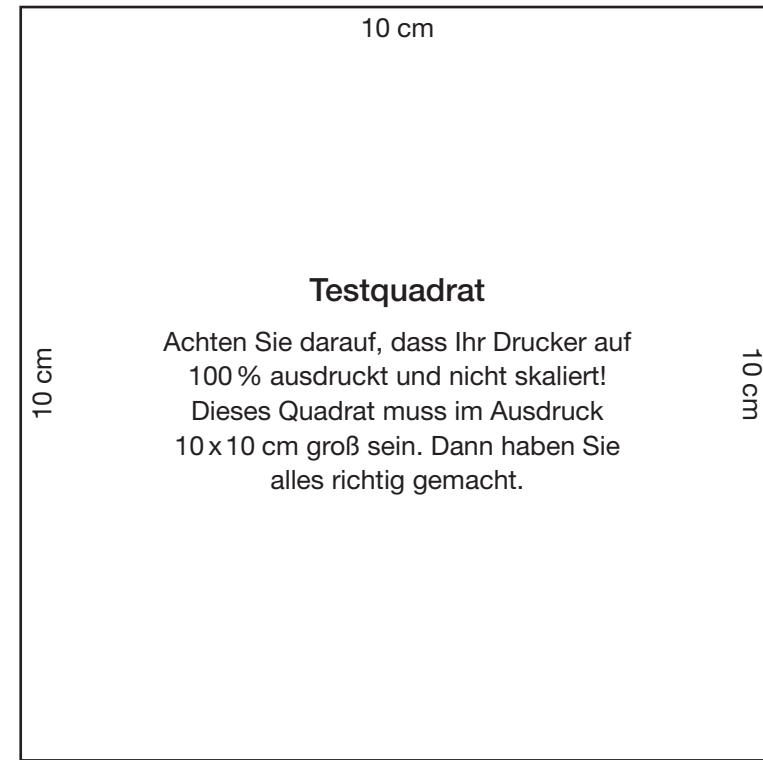 10 cm
Testquadrat
Achten Sie darauf, dass Ihr Drucker auf
100 % ausdruckt und nicht skaliert!
Dieses Quadrat muss im Ausdruck
10 x 10 cm groß sein. Dann haben Sie
alles richtig gemacht.
10 cm
10 cm